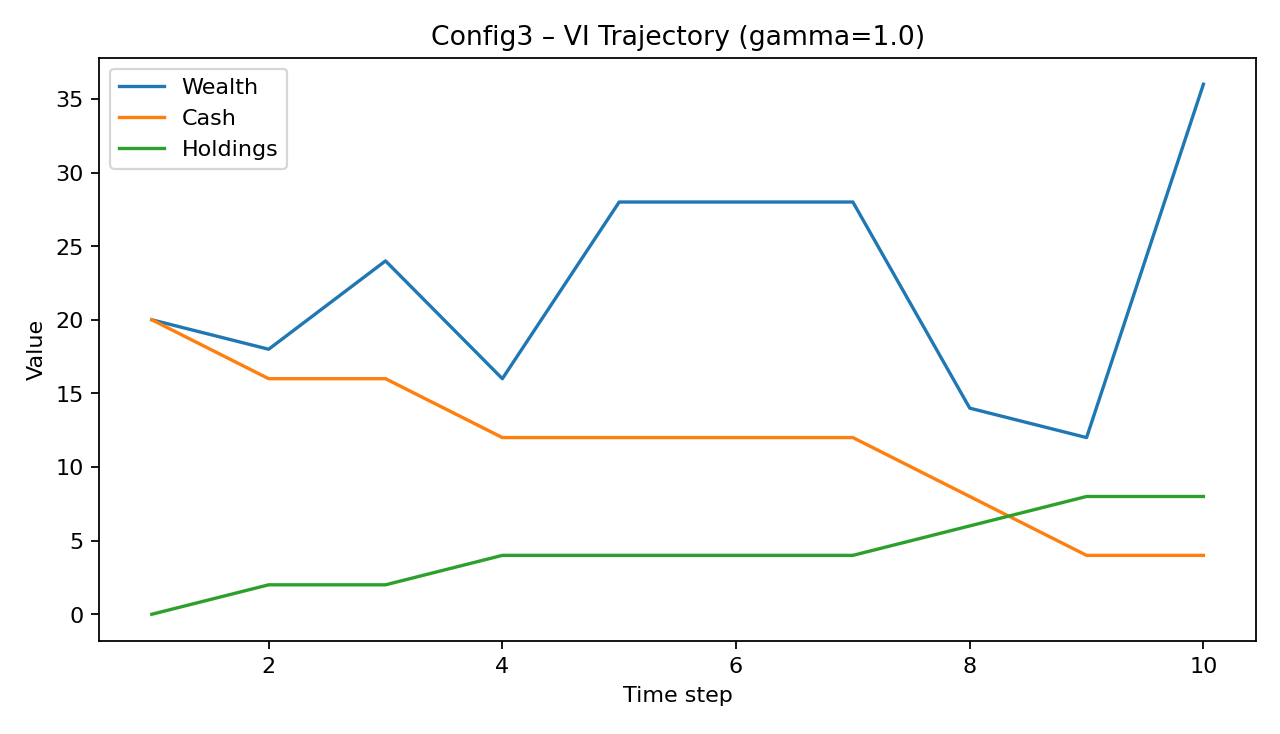 Config3 – VI Trajectory (gamma=1.0)
Wealth
Cash
Holdings
Value
35
30
25
20
15
10
5
0
2 4 6 8 10
Time step